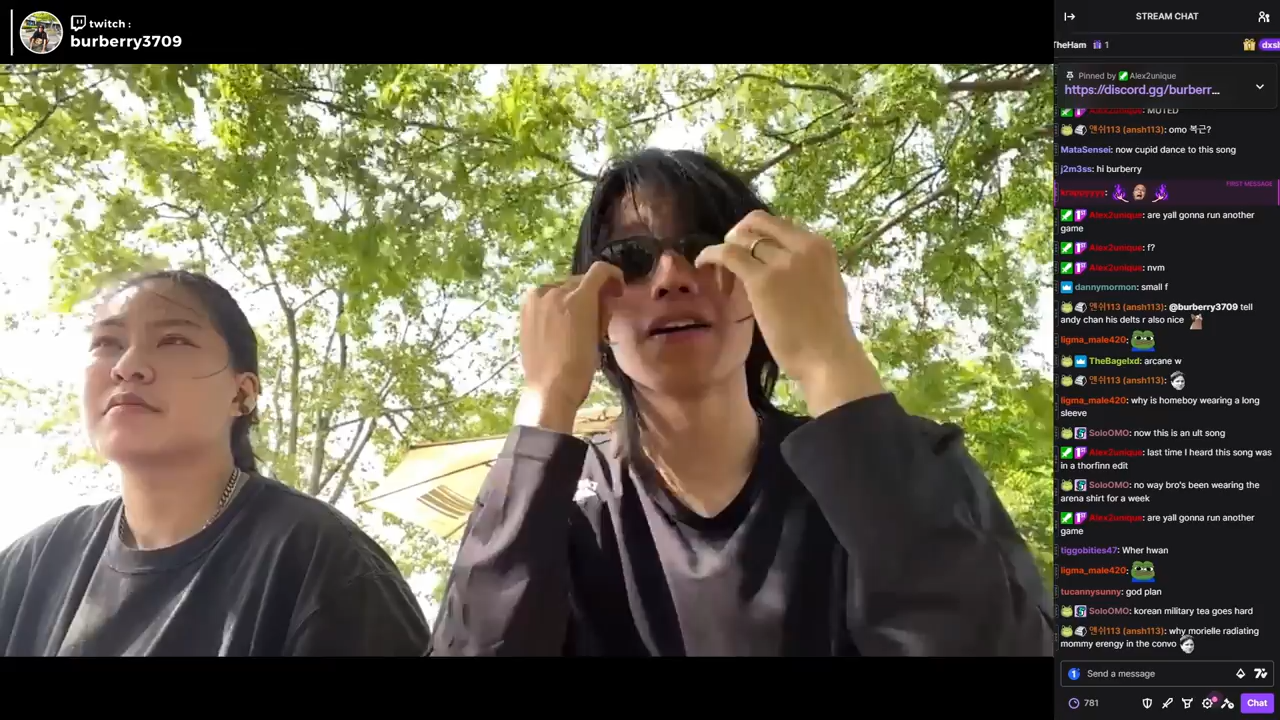 twitch :
burberry3709
STREAM CHAT
TheHam 1
Pinned by Alex2unique
https://discord.gg/burberr...
MUTED
맨쉬113 (ansh113): omo 복근?
MataSensei: now cupid dance to this song
j2m3ss: hi burberry
FIRST MESSAGE
Alex2unique: are yall gonna run another
game
Alex2unique: f?
Alex2unique: nvm
dannymormon: small f
맨쉬113 (ansh113): @burberry3709 tell
andy chan his delts r also nice
ligma_male420:
TheBagelxd: arcane w
맨쉬113 (ansh113):
ligma_male420: why is homeboy wearing a long
sleeve
SoloOMO: now this is an ult song
Alex2unique: last time I heard this song was
in a thorfinn edit
SoloOMO: no way bro's been wearing the
arena shirt for a week
Alex2unique: are yall gonna run another
game
tiggobities47: Wher hwan
ligma_male420:
tucannysunny: god plan
SoloOMO: korean military tea goes hard
맨쉬113 (ansh113): why morielle radiating
mommy erengy in the convo
Send a message
781
Chat